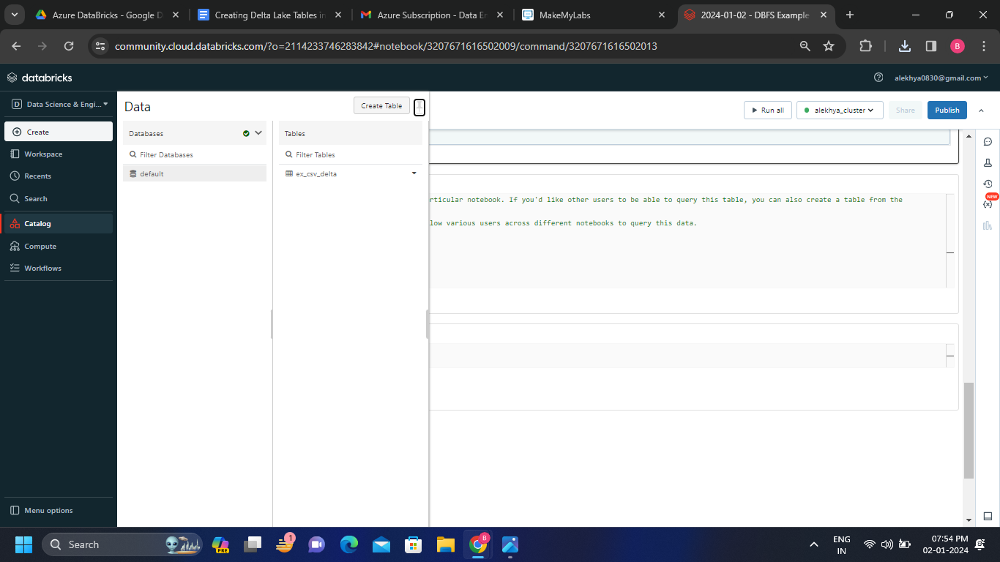 Azure DataBricks - Google D
Creating Delta Lake Tables in
Azure Subscription - Data En
MakeMyLabs
2024-01-02 - DBFS Example
community.cloud.databricks.com/?o=2114233746283842#notebook/3207671616502009/command/3207671616502013
B
databricks
alekhya0830@gmail.com
D Data Science & Engi...
Data
Create Table
Run all
alekhya_cluster
Share
Publish
Create
Databases
Tables
Workspace
Filter Databases
Filter Tables
Recents
default
ex_csv_delta
Search
rticular notebook. If you'd like other users to be able to query this table, you can also create a table from the
NEW
Catalog
low various users across different notebooks to query this data.
Compute
Workflows
Menu options
Search
PRE
1
B
ENG
IN
07:54 PM
02-01-2024